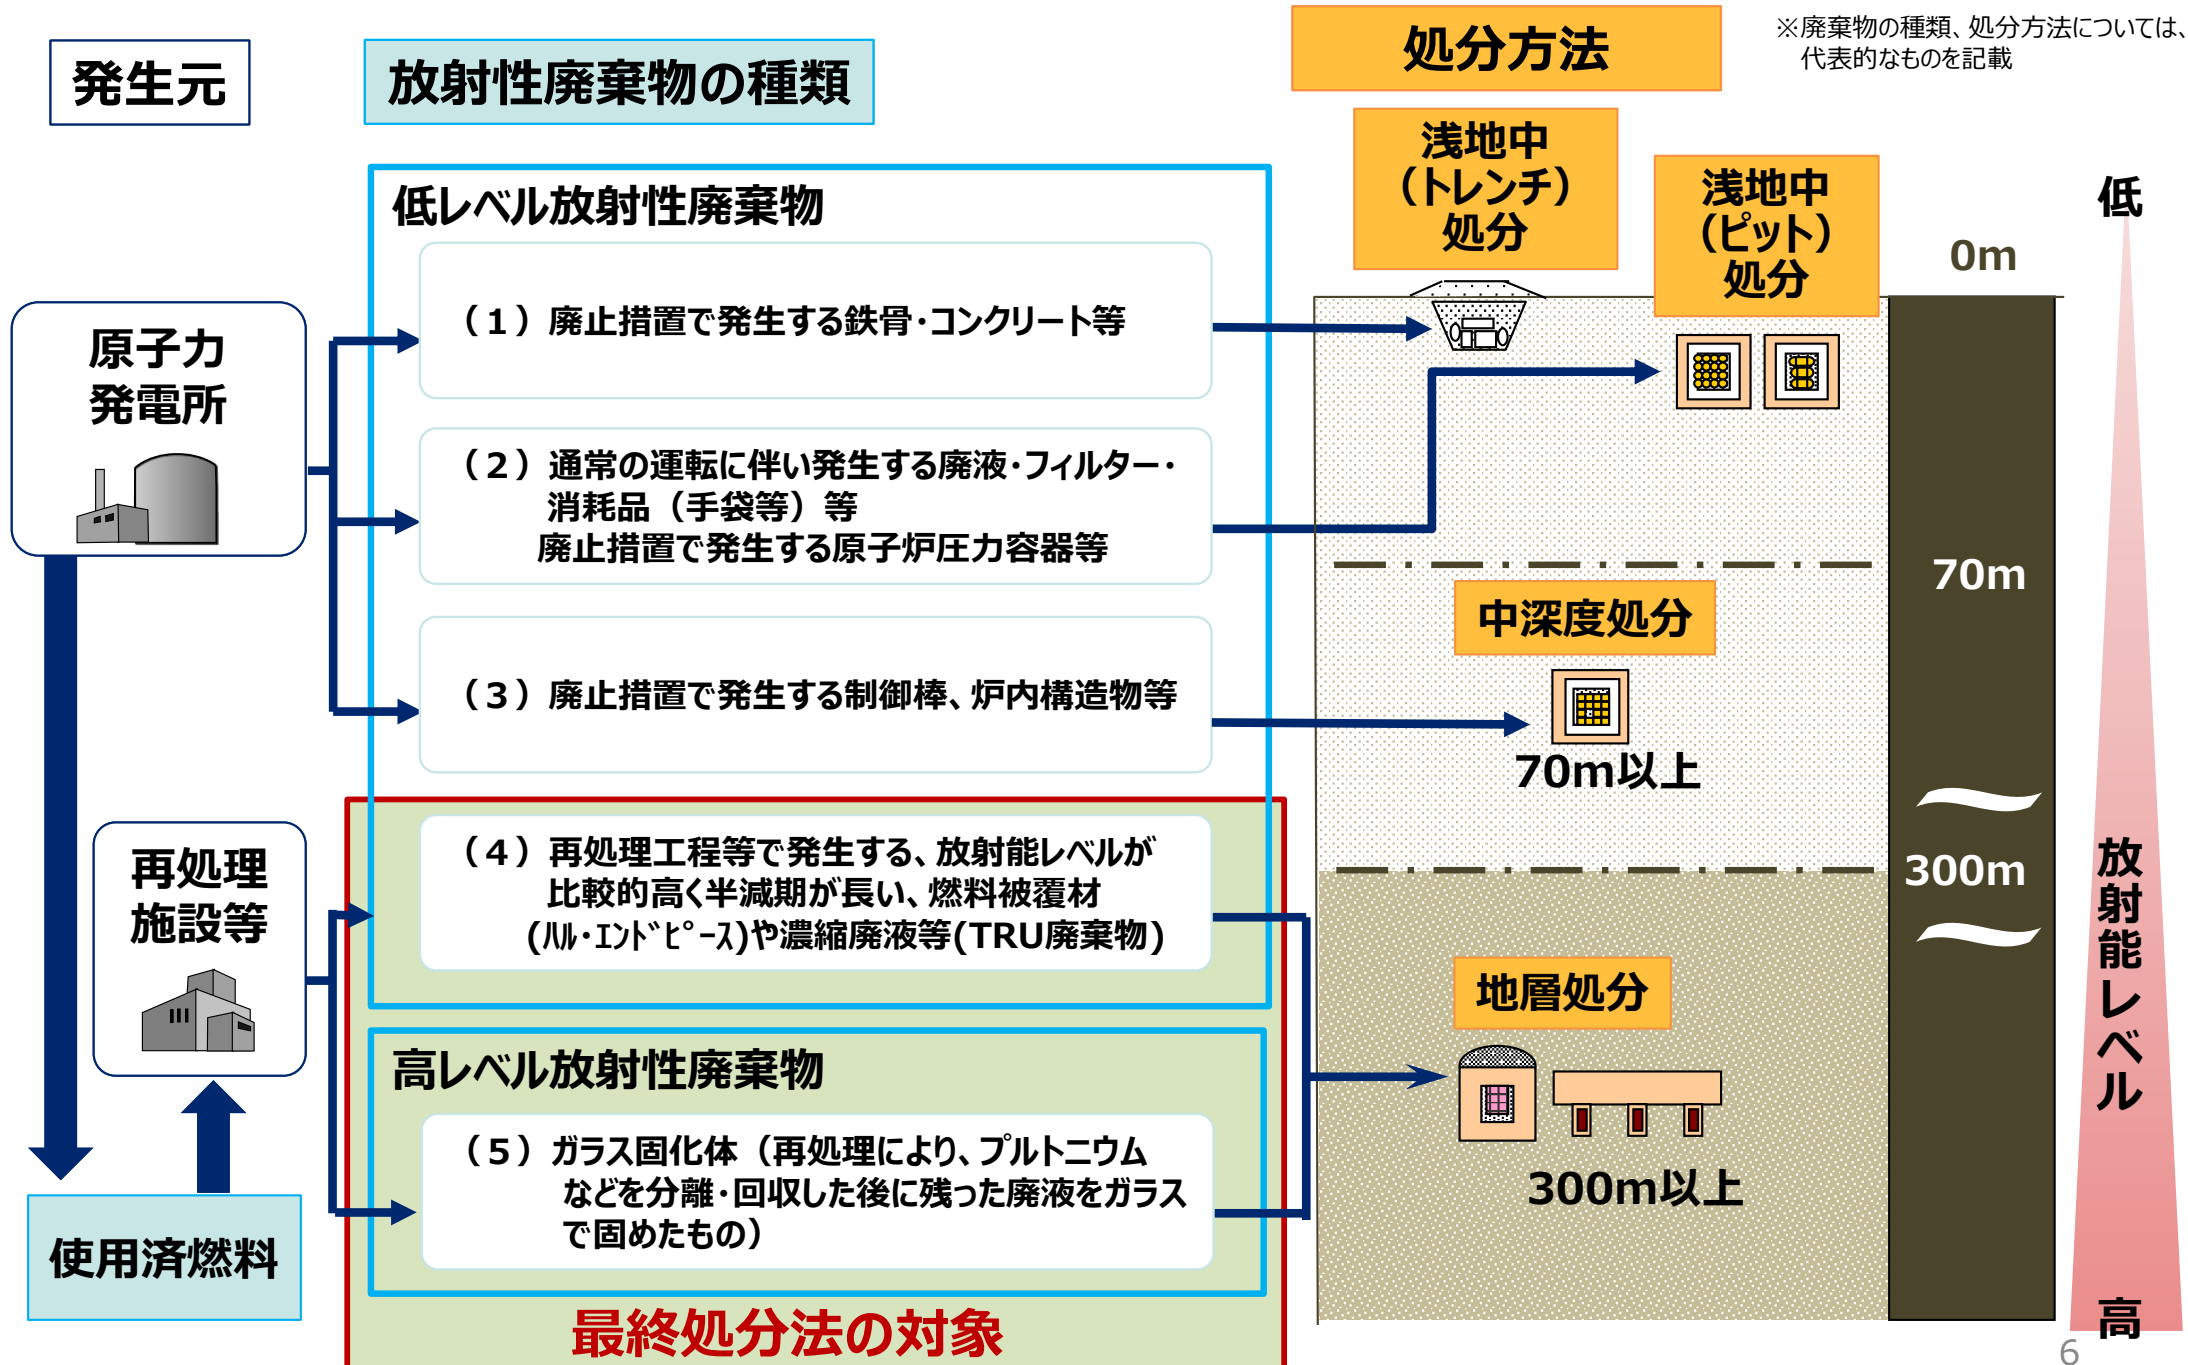 発生元
放射性廃棄物の種類
処分方法
※廃棄物の種類、処分方法については、
代表的なものを記載
浅地中
（トレンチ）
処分
浅地中
（ピット）
処分
低レベル放射性廃棄物
（１）廃止措置で発生する鉄骨・コンクリート等
（２）通常の運転に伴い発生する廃液・フィルター・
消耗品（手袋等）等
廃止措置で発生する原子炉圧力容器等
（３）廃止措置で発生する制御棒、炉内構造物等
（４）再処理工程等で発生する、放射能レベルが
比較的高く半減期が長い、燃料被覆材
(ﾊﾙ・ｴﾝﾄﾞﾋﾟｰｽ)や濃縮廃液等(TRU廃棄物)
高レベル放射性廃棄物
（５）ガラス固化体（再処理により、プルトニウム
などを分離・回収した後に残った廃液をガラス
で固めたもの）
最終処分法の対象
原子力
発電所
再処理
施設等
使用済燃料
中深度処分
70m以上
地層処分
300m以上
0m
70m
300m
低
放射能レベル
高
6